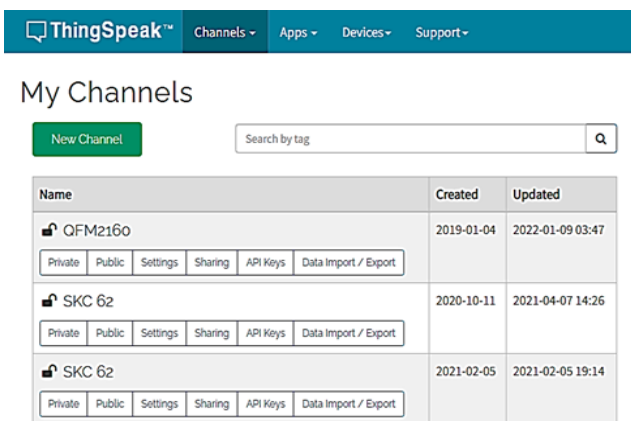 ThingSpeak™ Channels Apps Devices Support
My Channels
New Channel Search by tag
Name Created Updated
QFM2160 2019-01-04 2022-01-09 03:47
Private Public Settings Sharing API Keys Data Import / Export
SKC 62 2020-10-11 2021-04-07 14:26
Private Public Settings Sharing API Keys Data Import / Export
SKC 62 2021-02-05 2021-02-05 19:14
Private Public Settings Sharing API Keys Data Import / Export